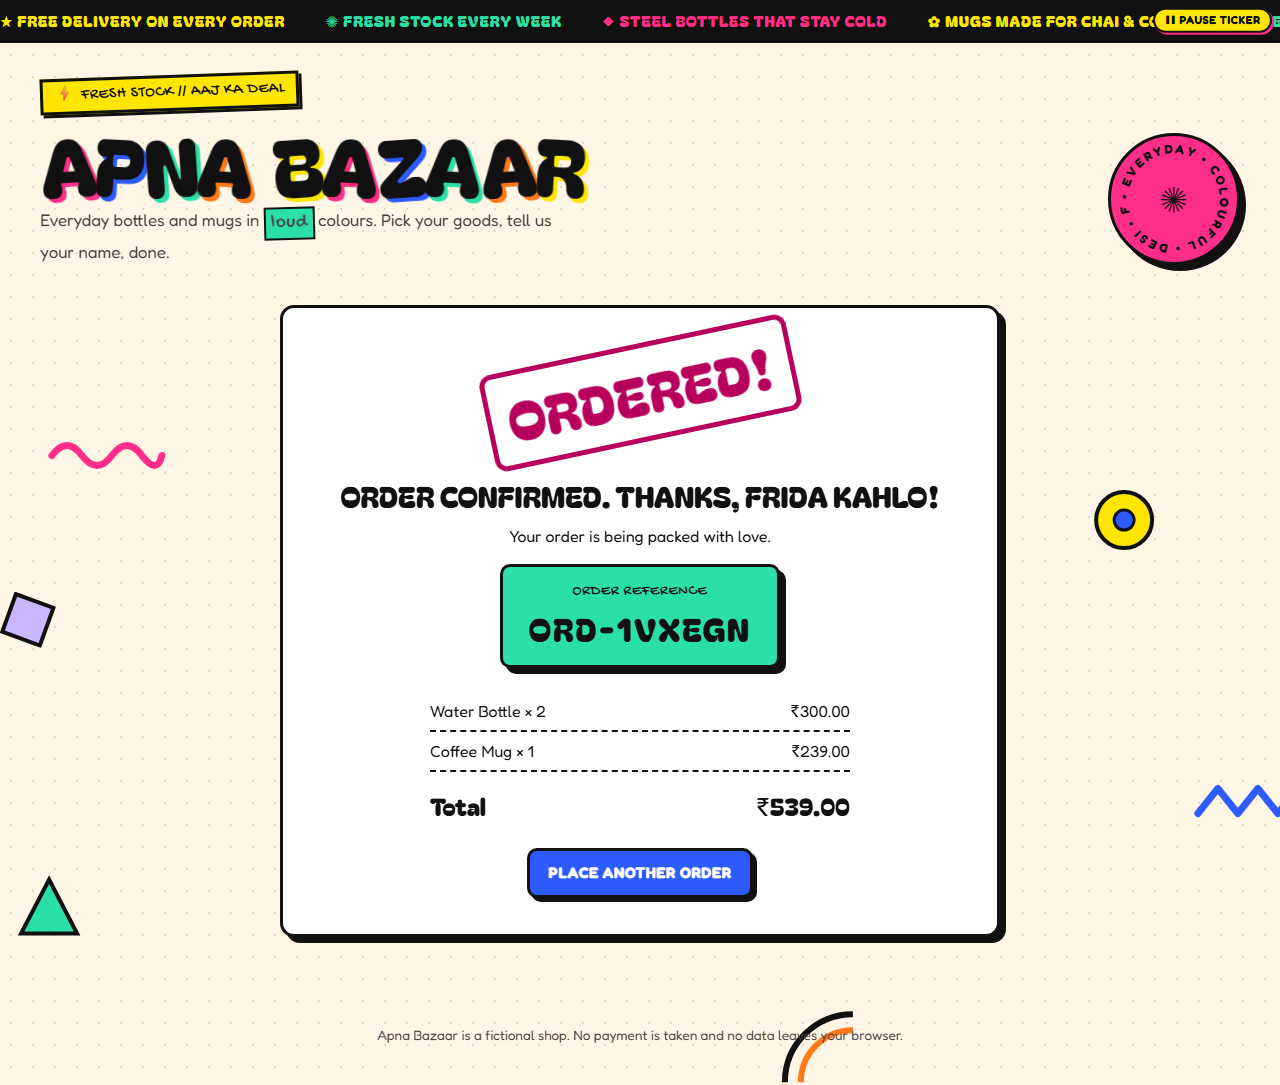 ★ FREE DELIVERY ON EVERY ORDER ✺ FRESH STOCK EVERY WEEK ❖ STEEL BOTTLES THAT STAY COLD ✿ MUGS MADE FOR CHAI & PAUSE TICKER
⚡ FRESH STOCK // AAJ KA DEAL
APNA BAZAAR
Everyday bottles and mugs in loud colours. Pick your goods, tell us
your name, done.
EVERYDAY • COLOURFUL • DESI • F •
ORDERED!
ORDER CONFIRMED. THANKS, FRIDA KAHLO!
Your order is being packed with love.
ORDER REFERENCE
ORD-1VXEGN
Water Bottle × 2 ₹300.00
Coffee Mug × 1 ₹239.00
Total ₹539.00
PLACE ANOTHER ORDER
Apna Bazaar is a fictional shop. No payment is taken and no data leaves your browser.